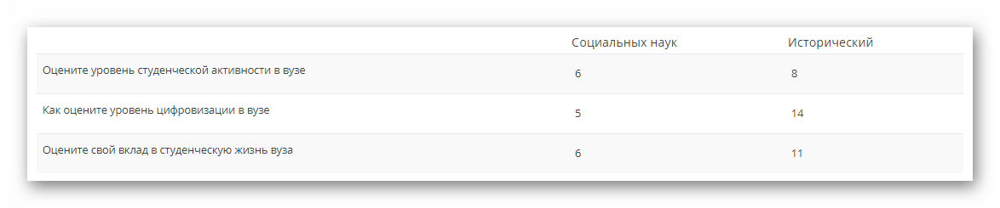 Социальных наук Исторический
Оцените уровень студенческой активности в вузе 6 8
Как оцените уровень цифровизации в вузе 5 14
Оцените свой вклад в студенческую жизнь вуза 6 11